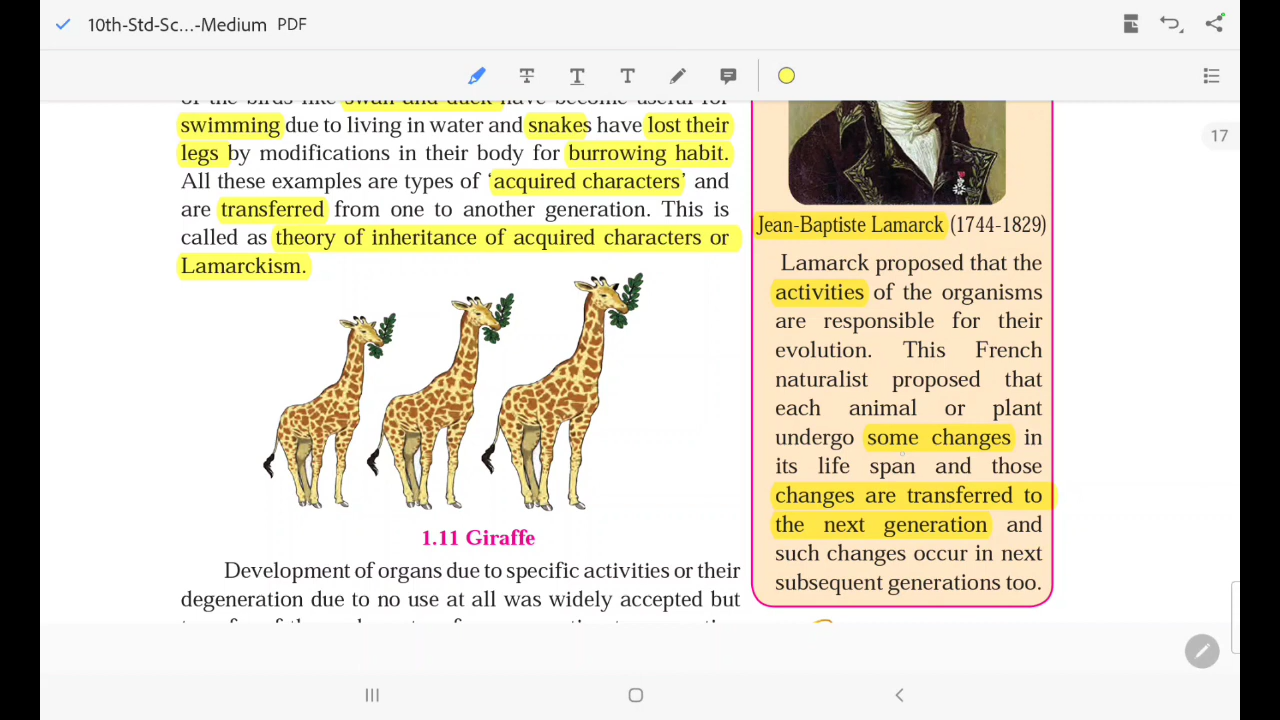 10th-Std-Sc...-Medium PDF
17
swimming due to living in water and snakes have lost their
legs by modifications in their body for burrowing habit.
All these examples are types of ‘acquired characters’ and
are transferred from one to another generation. This is
called as theory of inheritance of acquired characters or
Lamarckism.
1.11 Giraffe
Development of organs due to specific activities or their
degeneration due to no use at all was widely accepted but
Jean-Baptiste Lamarck (1744-1829)
Lamarck proposed that the
activities of the organisms
are responsible for their
evolution. This French
naturalist proposed that
each animal or plant
undergo some changes in
its life span and those
changes are transferred to
the next generation and
such changes occur in next
subsequent generations too.